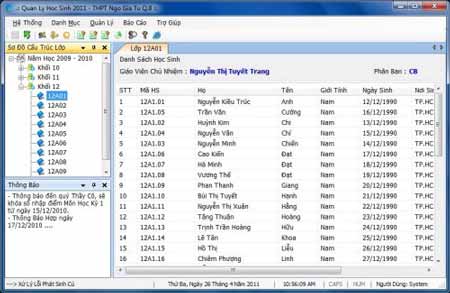 Quan Ly Hoc Sinh 2011 - THPT Ngo Gia Tu Q.8
Hệ Thống Danh Mục Quản Lý Báo Cáo Trợ Giúp
Sơ Đồ Cấu Trúc Lớp
Năm Học 2009 - 2010
Khối 10
Khối 11
Khối 12
12A01
12A02
12A03
12A04
12A05
12A06
12A07
12A08
12A09
Thông Báo
- Thông báo đến quý Thầy Cô, sẽ
khóa sổ nhập điểm Môn Học Kỳ 1
từ ngày 15/12/2010.
- Thông Báo Hợp ngày
17/12/2010 ....
Lớp 12A01
Danh Sách Học Sinh
Giáo Viên Chủ Nhiệm : Nguyễn Thị Tuyết Trang Phân Ban : CB
STT Mã HS Họ Tên Giới Tính Ngày Sinh Nơi Si
1 12A1.01 Nguyễn Kiều Trúc Anh Nam 12/12/1990 TP.HC
2 12A1.05 Trần Văn Cường Nam 16/12/1990 TP.HC
3 12A1.02 Huỳnh Kim Chi Nam 13/12/1990 TP.HC
4 12A1.04 Nguyễn Văn Chí Nam 15/12/1990 TP.HC
5 12A1.03 Nguyễn Minh Chiến Nam 14/12/1990 TP.HC
6 12A1.06 Cao Kiến Đạt Nam 17/12/1990 TP.HC
7 12A1.07 Hà Minh Đạt Nam 18/12/1990 TP.HC
8 12A1.08 Vương Thế Đạt Nam 19/12/1990 TP.HC
9 12A1.09 Phan Thanh Giang Nam 20/12/1990 TP.HC
10 12A1.10 Bùi Thị Tuyết Hạnh Nam 21/12/1990 TP.HC
11 12A1.11 Nguyễn Thị Xuân Hằng Nam 22/12/1990 TP.HC
12 12A1.12 Tăng Thuận Hoàng Nam 23/12/1990 TP.HC
13 12A1.13 Trịnh Trần Hoàng Hữu Nam 24/12/1990 TP.HC
14 12A1.14 Lê Tấn Khoa Nam 25/12/1990 TP.HC
15 12A1.15 Hồ Thị Liễu Nam 26/12/1990 TP.HC
16 12A1.16 Chiêm Phượng Linh Nam 27/12/1990 TP.HC
---> Xử Lý Lỗi Phát Sinh Cũ Thứ Ba, Ngày 26 Tháng 4 Năm 2011 10:56:09 AM CAPS NUM Người Dùng: System